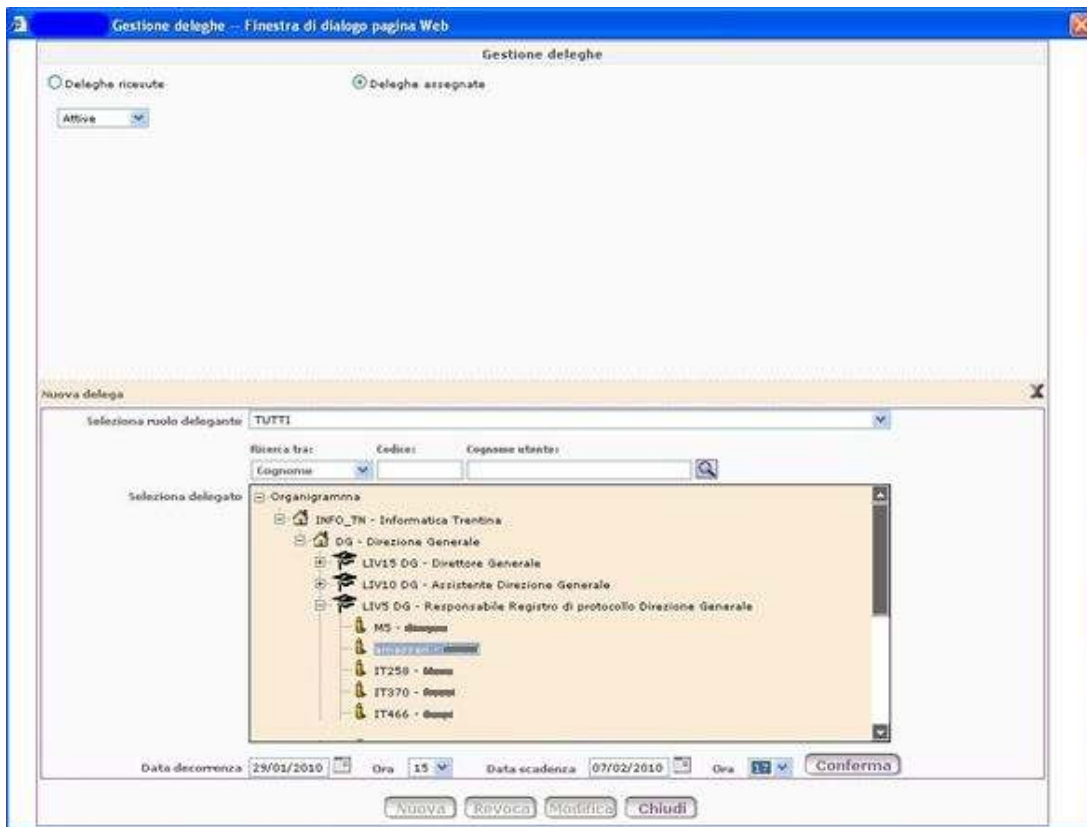 Gestione deleghe -- Finestra di dialogo pagina Web
Gestione deleghe
Deleghe ricevute Deleghe assegnate
Attive
Nuova delega X
Seleziona ruolo delegante TUTTI
Ricerca tra: Codice: Cognome utente:
Cognome
Seleziona delegato Organigramma
INFO_TN - Informatica Trentina
DG - Direzione Generale
LIV15 DG - Direttore Generale
LIV10 DG - Assistente Direzione Generale
LIV5 DG - Responsabile Registro di protocollo Direzione Generale
M5 -
IT258 -
IT370 -
IT466 -
Data decorrenza 29/01/2010 Ora 15 Data scadenza 07/02/2010 Ora Conferma
Nuova Revoca Modifica Chiudi